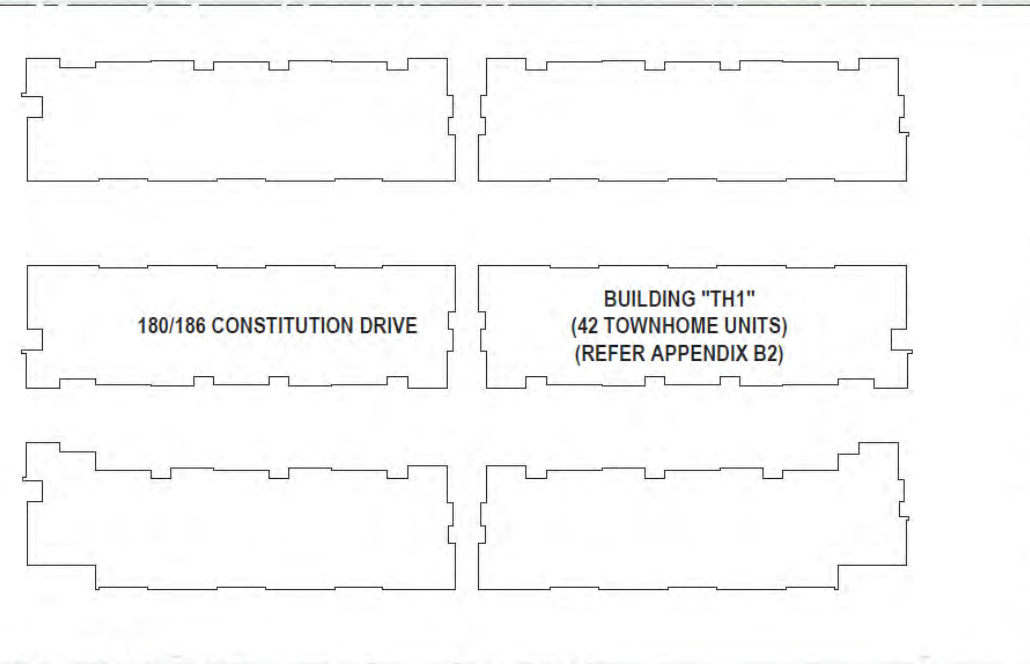 180/186 CONSTITUTION DRIVE
BUILDING "TH1"
(42 TOWNHOME UNITS)
(REFER APPENDIX B2)